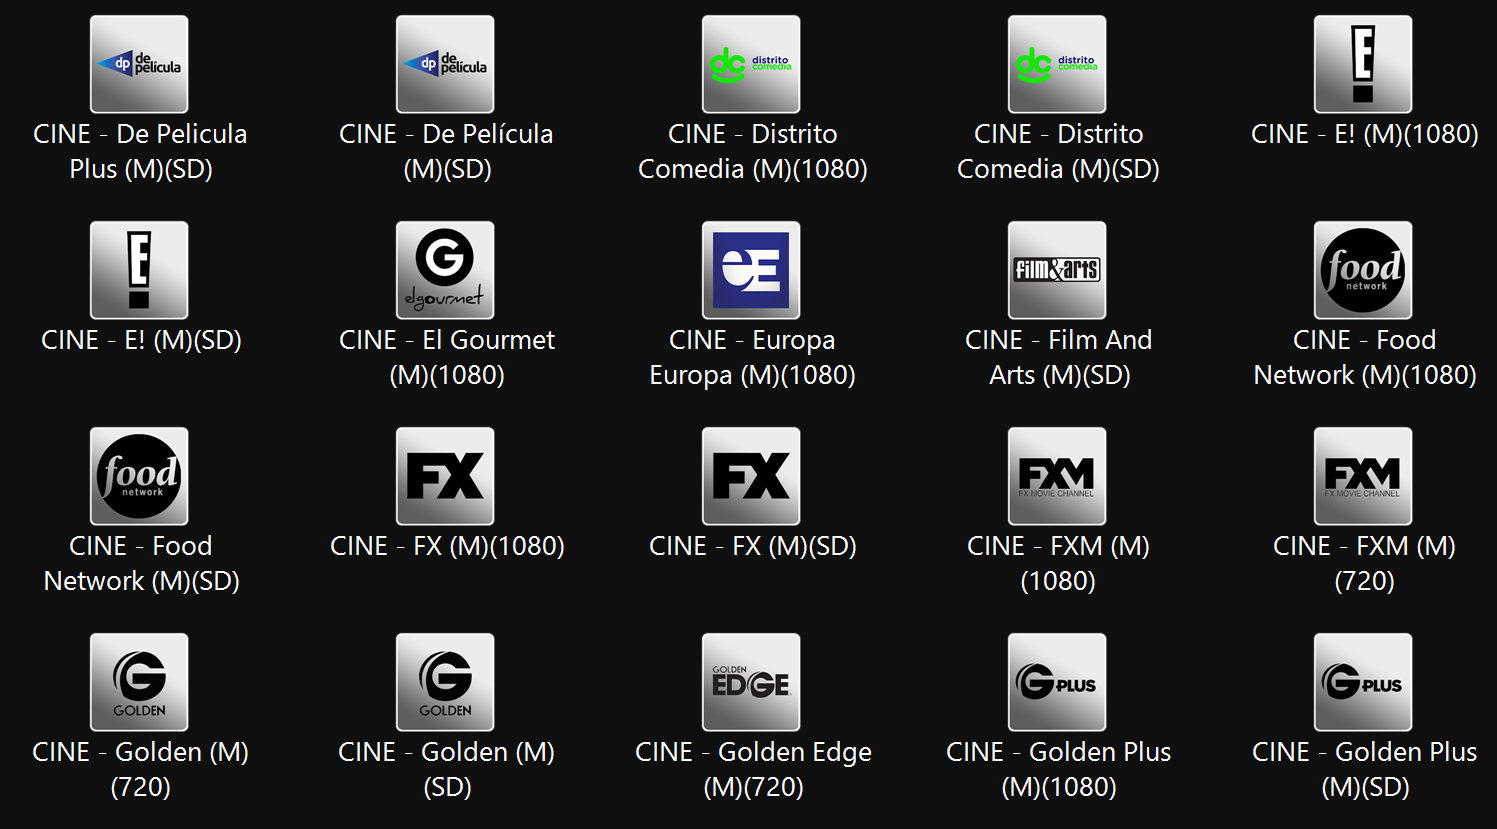 dp de película
dp de película
dc distrito comedia
dc distrito comedia
E!
CINE - De Pelicula
Plus (M)(SD)
CINE - De Película
(M)(SD)
CINE - Distrito
Comedia (M)(1080)
CINE - Distrito
Comedia (M)(SD)
CINE - E! (M)(1080)
E!
G
elgourmet
eE
film&arts
food
network
CINE - E! (M)(SD)
CINE - El Gourmet
(M)(1080)
CINE - Europa
Europa (M)(1080)
CINE - Film And
Arts (M)(SD)
CINE - Food
Network (M)(1080)
food
network
FX
FX
FXM
FX MOVIE CHANNEL
FXM
FX MOVIE CHANNEL
CINE - Food
Network (M)(SD)
CINE - FX (M)(1080)
CINE - FX (M)(SD)
CINE - FXM (M)
(1080)
CINE - FXM (M)
(720)
G
GOLDEN
G
GOLDEN
GOLDEN
EDGE
G PLUS
G PLUS
CINE - Golden (M)
(720)
CINE - Golden (M)
(SD)
CINE - Golden Edge
(M)(720)
CINE - Golden Plus
(M)(1080)
CINE - Golden Plus
(M)(SD)